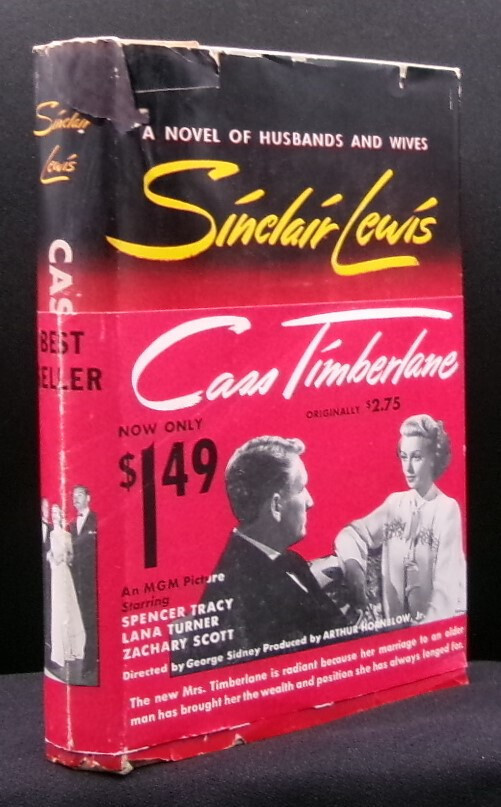 Sinclair
Lewis
CAS
BEST
SELLER
A NOVEL OF HUSBANDS AND WIVES
Sinclair Lewis
Cass Timberlane
ORIGINALLY $2.75
NOW ONLY
$1.49
An MGM Picture
Starring
SPENCER TRACY
LANA TURNER
ZACHARY SCOTT
Directed by George Sidney Produced by ARTHUR HORNBLOW, Jr.
The new Mrs. Timberlane is radiant because her marriage to an older
man has brought her the wealth and position she has always longed for.